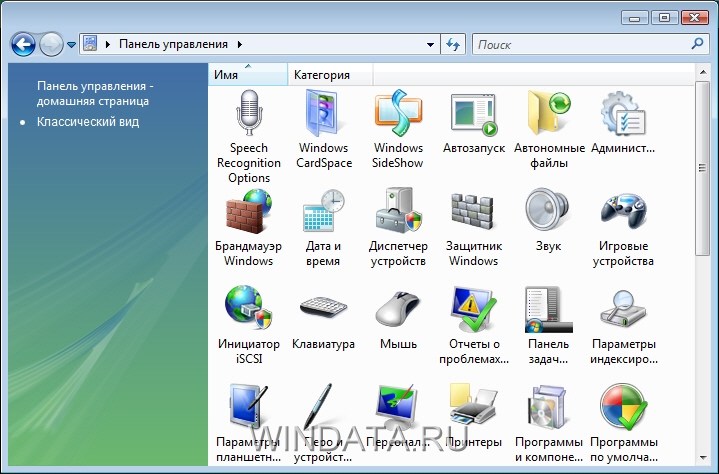 Панель управления
Поиск
Панель управления -
домашняя страница
Классический вид
Имя
Категория
Speech
Recognition
Options
Windows
CardSpace
Windows
SideShow
Автозапуск
Автономные
файлы
Админист...
Брандмауэр
Windows
Дата и
время
Диспетчер
устройств
Защитник
Windows
Звук
Игровые
устройства
Инициатор
iSCSI
Клавиатура
Мышь
Отчеты о
проблемах...
Панель
задач...
Параметры
индексиро...
Параметры
планшетн...
Перо и
устройст...
Персонал...
Принтеры
Программы
и компоне...
Программы
по умолча...
WINDATA.RU